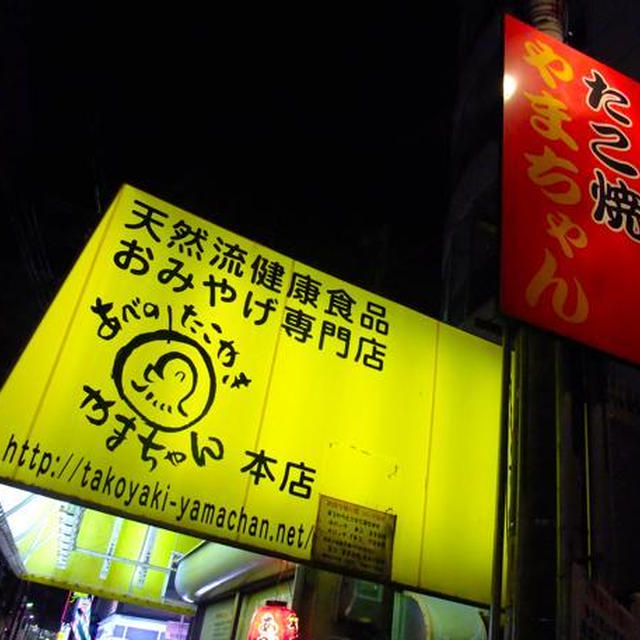 天然流健康食品
おみやげ専門店
あべの
たこやき
やまちゃん 本店
http://takoyaki-yamachan.net/
たこ焼
やまちゃん